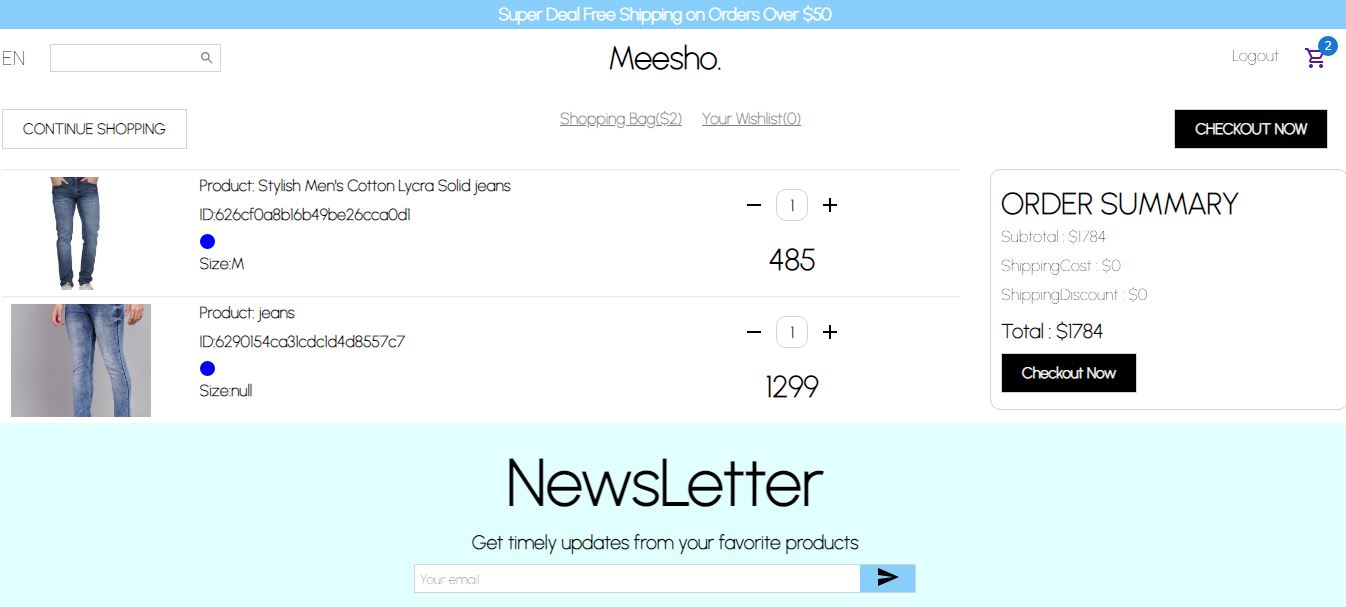 Super Deal Free Shipping on Orders Over $50
EN
Meesho.
Logout
2
CONTINUE SHOPPING
Shopping Bag($2)
Your Wishlist(0)
CHECKOUT NOW
Product: Stylish Men's Cotton Lycra Solid jeans
ID:626cf0a8b16b49be26cca0d1
Size:M
1
485
Product: jeans
ID:6290154ca31cdc1d4d8557c7
Size:null
1
1299
ORDER SUMMARY
Subtotal : $1784
ShippingCost : $0
ShippingDiscount : $0
Total : $1784
Checkout Now
NewsLetter
Get timely updates from your favorite products
Your email